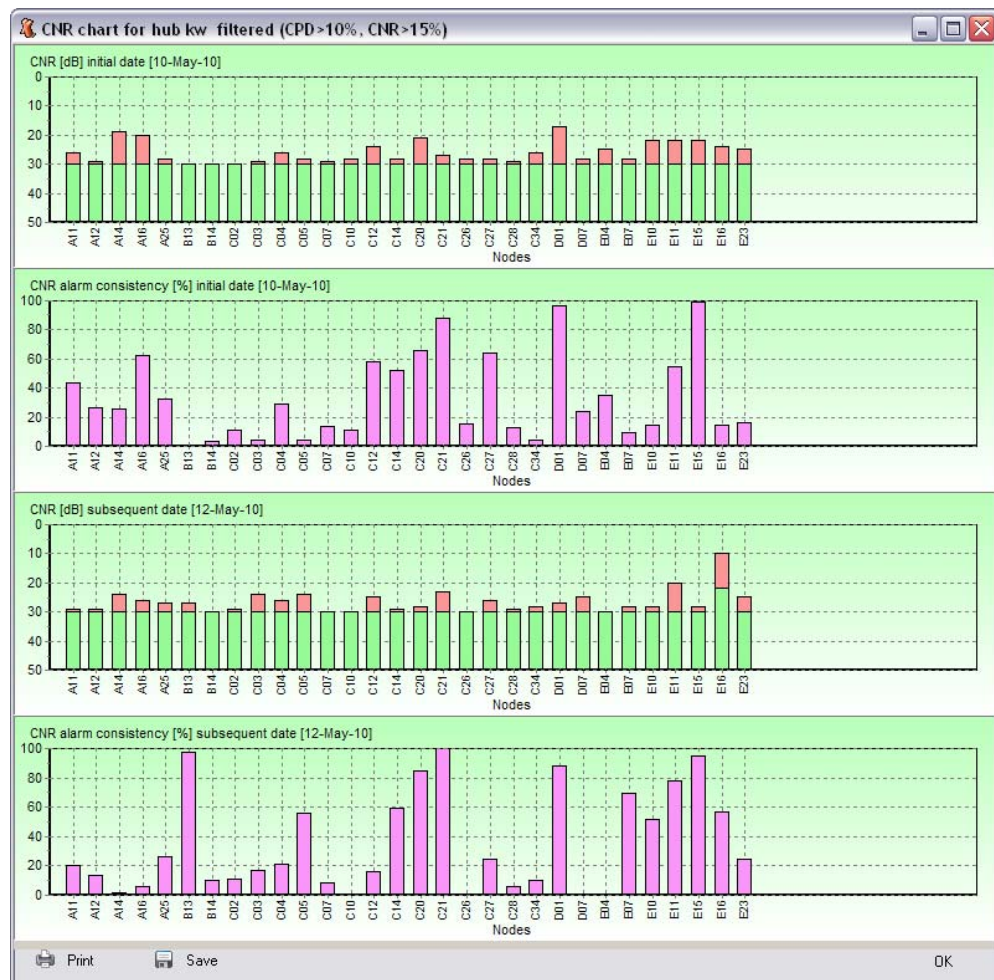 CNR chart for hub kw filtered (CPD>10%, CNR>15%)
CNR [dB] initial date [10-May-10]
0
10
20
30
40
50
A11 A12 A14 A16 A25 B13 B14 C02 C03 C04 C05 C07 C10 C12 C14 C20 C21 C26 C27 C28 C34 D01 D07 E04 E07 E10 E11 E15 E16 E23
Nodes
CNR alarm consistency [%] initial date [10-May-10]
100
80
60
40
20
0
A11 A12 A14 A16 A25 B13 B14 C02 C03 C04 C05 C07 C10 C12 C14 C20 C21 C26 C27 C28 C34 D01 D07 E04 E07 E10 E11 E15 E16 E23
Nodes
CNR [dB] subsequent date [12-May-10]
0
10
20
30
40
50
A11 A12 A14 A16 A25 B13 B14 C02 C03 C04 C05 C07 C10 C12 C14 C20 C21 C26 C27 C28 C34 D01 D07 E04 E07 E10 E11 E15 E16 E23
Nodes
CNR alarm consistency [%] subsequent date [12-May-10]
100
80
60
40
20
0
A11 A12 A14 A16 A25 B13 B14 C02 C03 C04 C05 C07 C10 C12 C14 C20 C21 C26 C27 C28 C34 D01 D07 E04 E07 E10 E11 E15 E16 E23
Nodes
Print Save OK